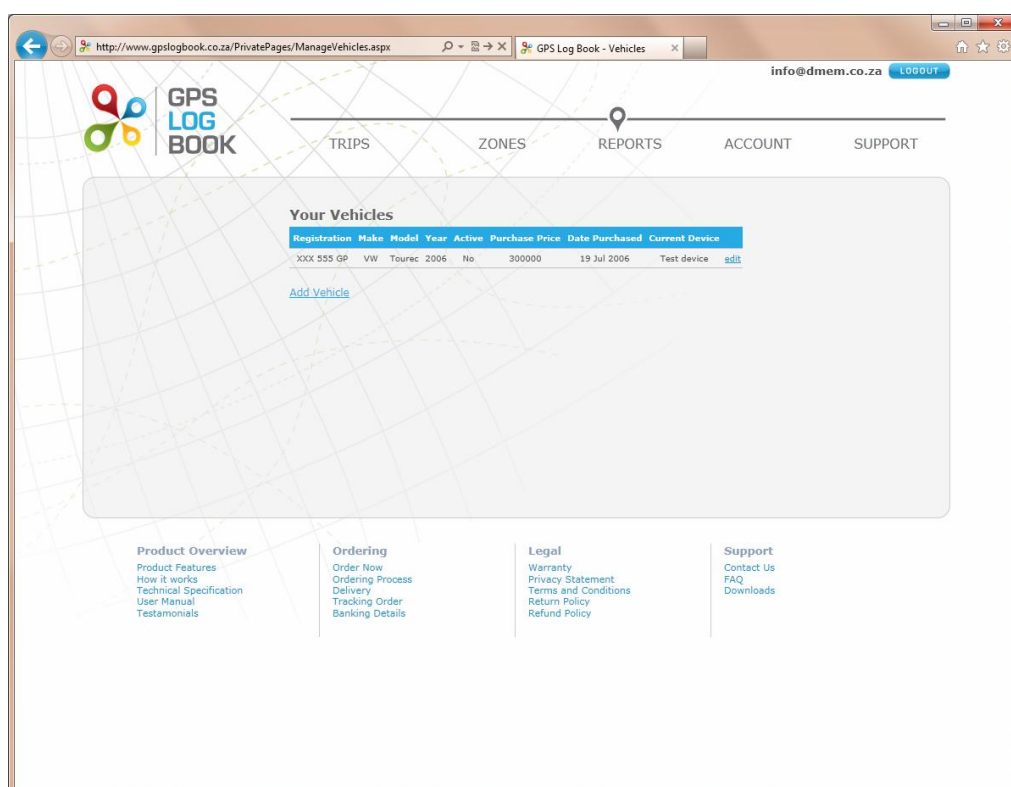 http://www.gpslogbook.co.za/PrivatePages/ManageVehicles.aspx
GPS Log Book - Vehicles
info@dmem.co.za LOGOUT
GPS
LOG
BOOK
TRIPS ZONES REPORTS ACCOUNT SUPPORT
Your Vehicles
Registration Make Model Year Active Purchase Price Date Purchased Current Device
XXX 555 GP VW Tourec 2006 No 300000 19 Jul 2006 Test device edit
Add Vehicle
Product Overview
Product Features
How it works
Technical Specification
User Manual
Testamonials
Ordering
Order Now
Ordering Process
Delivery
Tracking Order
Banking Details
Legal
Warranty
Privacy Statement
Terms and Conditions
Return Policy
Refund Policy
Support
Contact Us
FAQ
Downloads